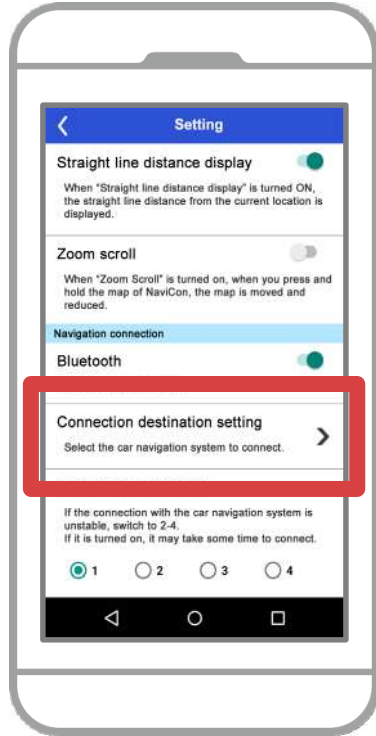 Setting
Straight line distance display
When "Straight line distance display" is turned ON,
the straight line distance from the current location is
displayed.
Zoom scroll
When "Zoom Scroll" is turned on, when you press and
hold the map of NaviCon, the map is moved and
reduced.
Navigation connection
Bluetooth
Connection destination setting
Select the car navigation system to connect.
If the connection with the car navigation system is
unstable, switch to 2-4.
If it is turned on, it may take some time to connect.
1 2 3 4